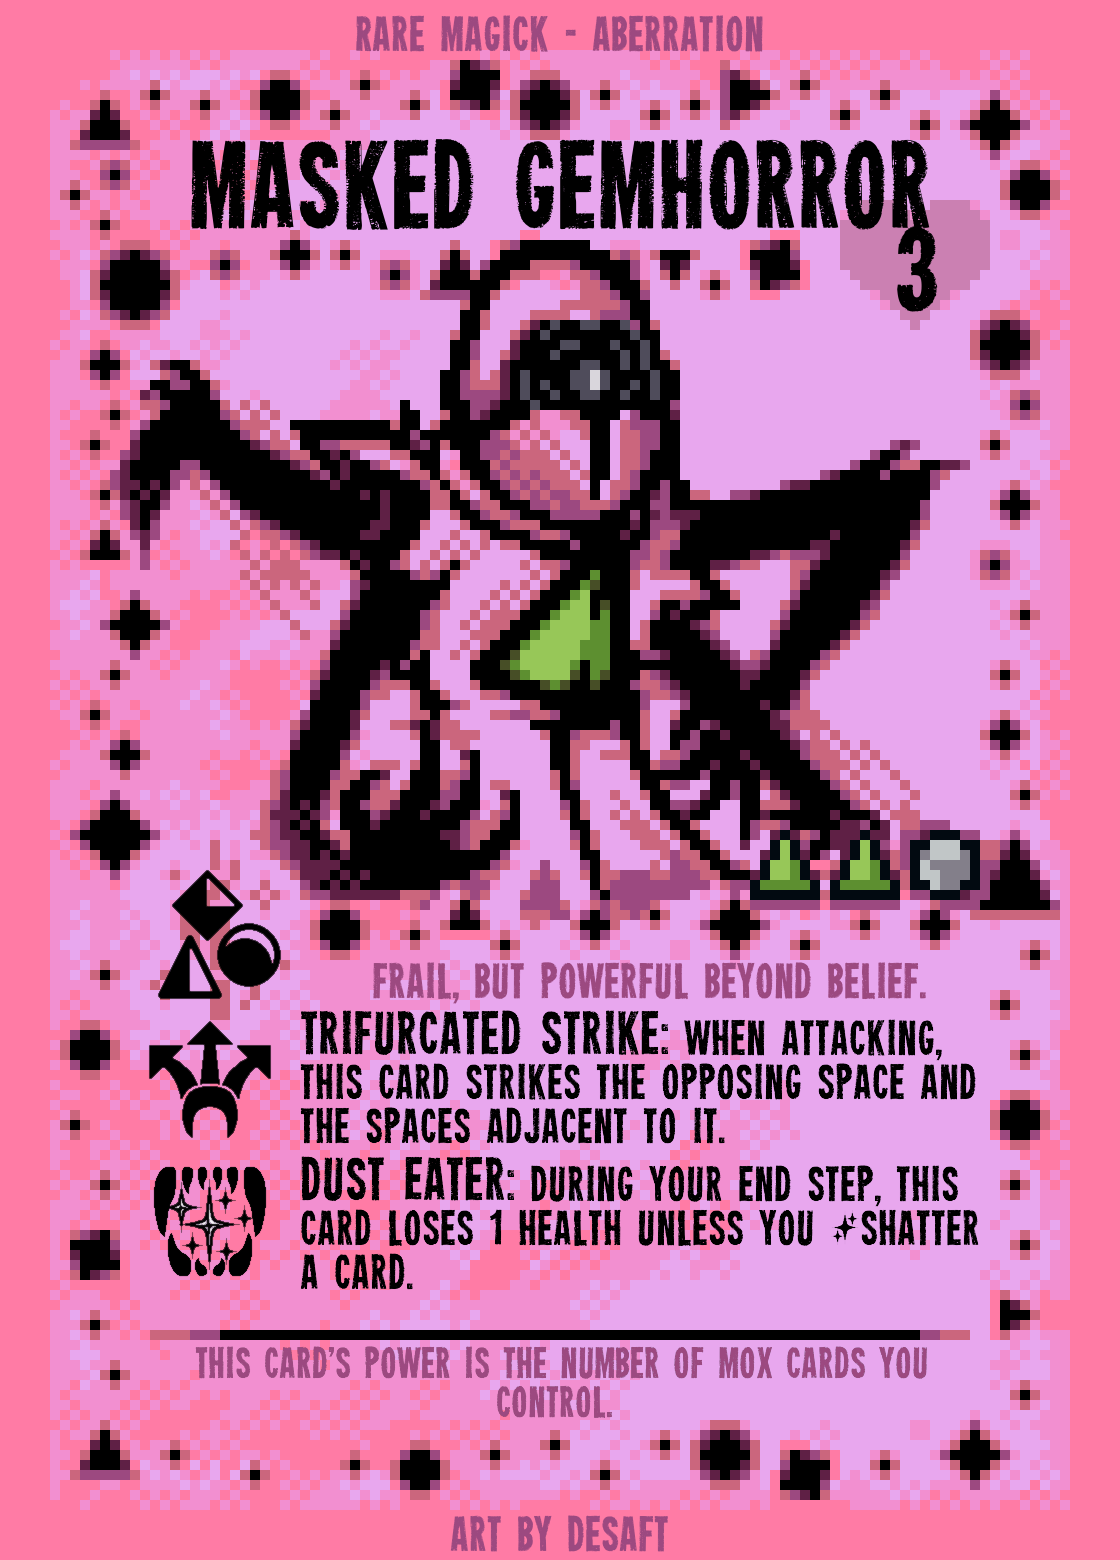 RARE MAGICK - ABERRATION
MASKED GEMHORROR
3
FRAIL, BUT POWERFUL BEYOND BELIEF.
TRIFURCATED STRIKE: WHEN ATTACKING,
THIS CARD STRIKES THE OPPOSING SPACE AND
THE SPACES ADJACENT TO IT.
DUST EATER: DURING YOUR END STEP, THIS
CARD LOSES 1 HEALTH UNLESS YOU SHATTER
A CARD.
THIS CARD'S POWER IS THE NUMBER OF MOX CARDS YOU
CONTROL.
ART BY DESAFT